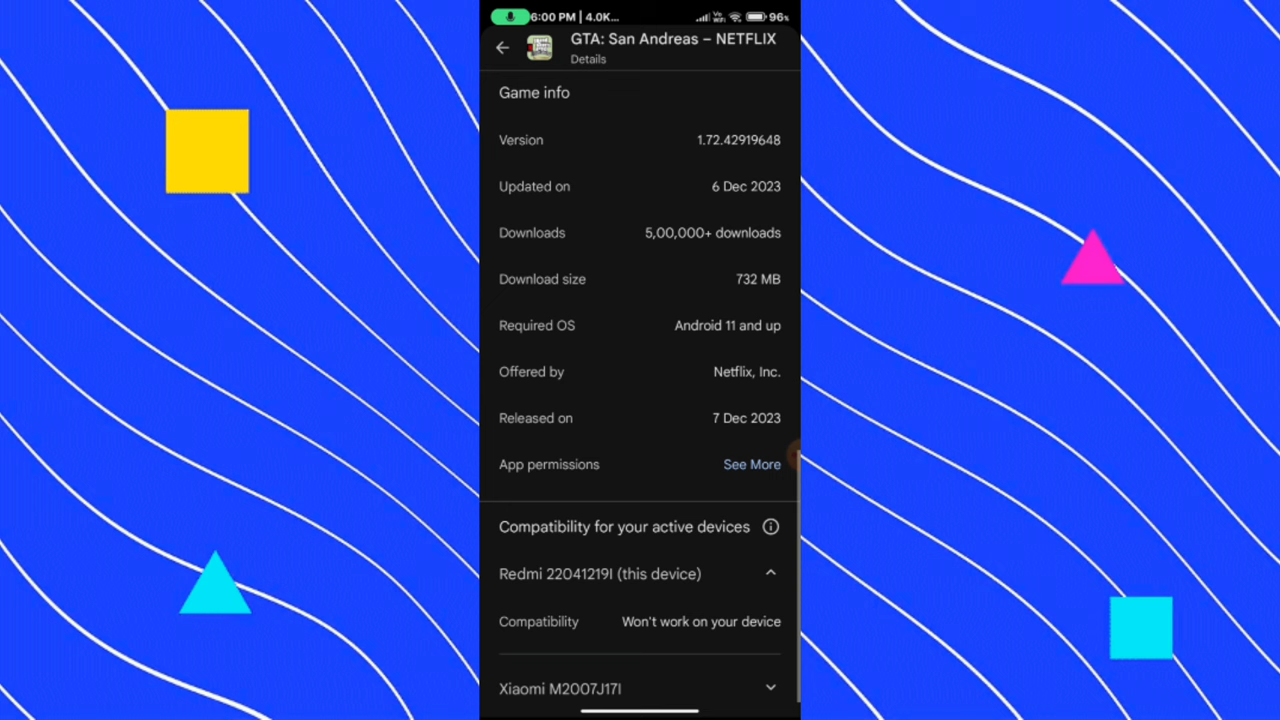 6:00 PM | 4.0K... Vo WiFi 96%
GTA: San Andreas – NETFLIX
Details
Game info
Version 1.72.42919648
Updated on 6 Dec 2023
Downloads 5,00,000+ downloads
Download size 732 MB
Required OS Android 11 and up
Offered by Netflix, Inc.
Released on 7 Dec 2023
App permissions See More
Compatibility for your active devices
Redmi 22041219I (this device)
Compatibility Won't work on your device
Xiaomi M2007J17I